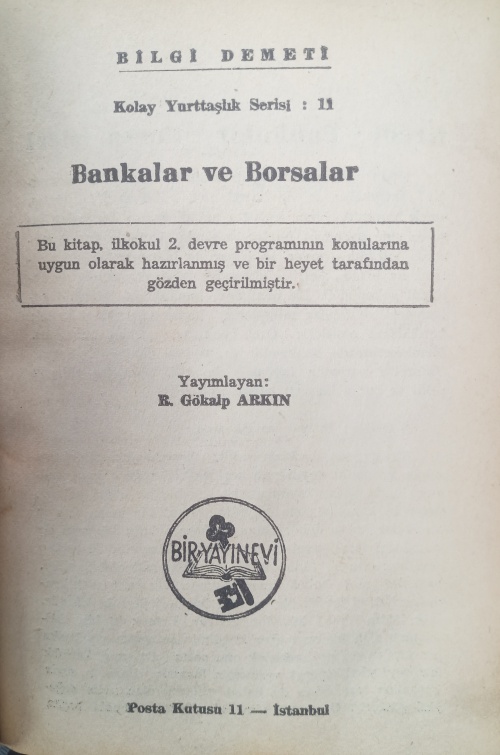 BİLGİ DEMETİ
Kolay Yurttaşlık Serisi : 11
Bankalar ve Borsalar
Bu kitap, ilkokul 2. devre programının konularına
uygun olarak hazırlanmış ve bir heyet tarafından
gözden geçirilmiştir.
Yayımlayan:
R. Gökalp ARKIN
BİR YAYINEVİ
Posta Kutusu 11 — İstanbul